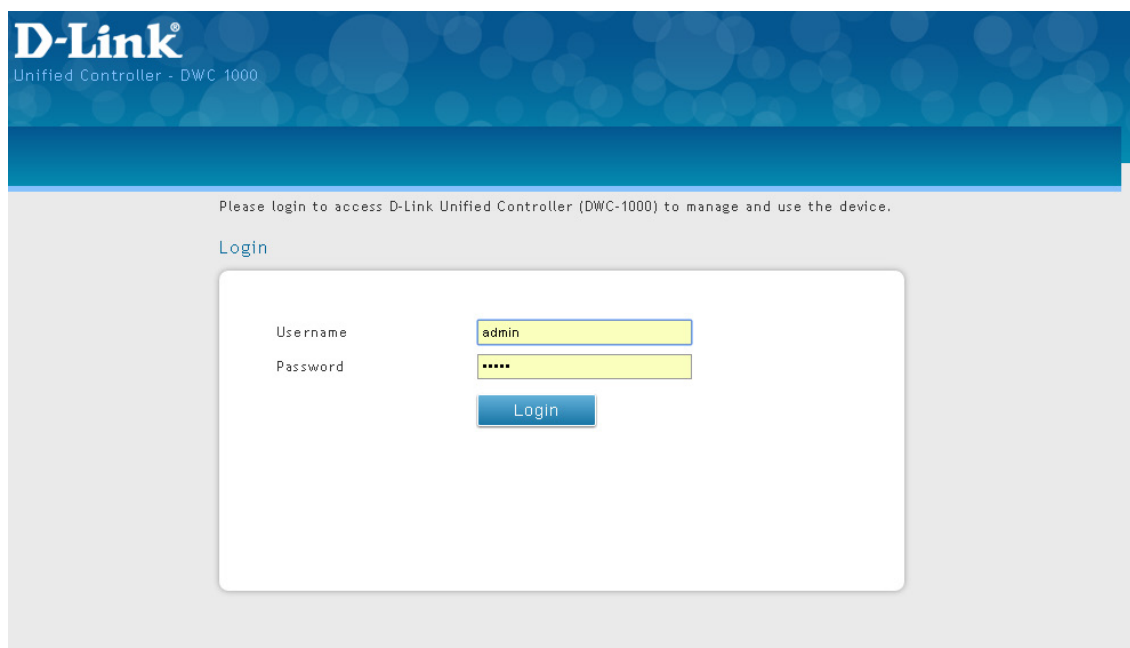 D-Link®
Unified Controller - DWC 1000
Please login to access D-Link Unified Controller (DWC-1000) to manage and use the device.
Login
Username admin
Password •••••
Login